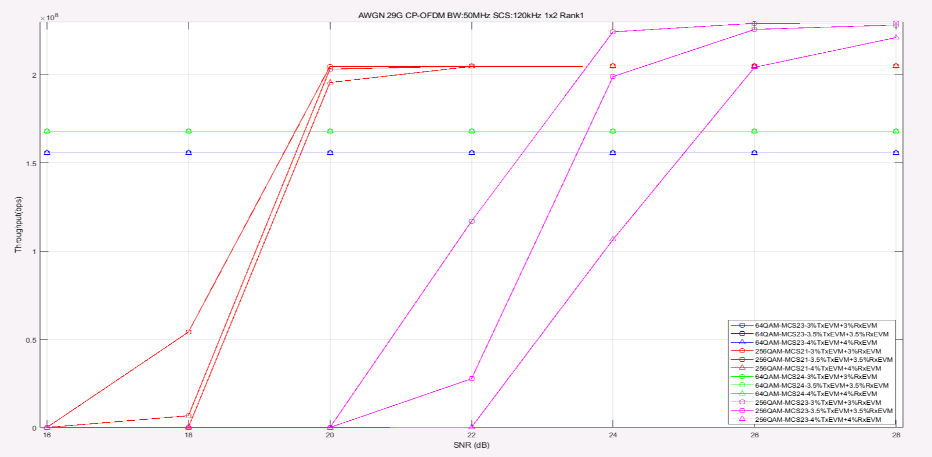 AWGN 29G CP-OFDM BW:50MHz SCS:120kHz 1x2 Rank1
× 10^8
2
1.5
1
0.5
0
Throughput(bps)
16 18 20 22 24 26 28
SNR (dB)
64QAM-MCS23-3%TxEVM+3%RxEVM
64QAM-MCS23-3.5%TxEVM+3.5%RxEVM
64QAM-MCS23-4%TxEVM+4%RxEVM
256QAM-MCS21-3%TxEVM+3%RxEVM
256QAM-MCS21-3.5%TxEVM+3.5%RxEVM
256QAM-MCS21-4%TxEVM+4%RxEVM
64QAM-MCS24-3%TxEVM+3%RxEVM
64QAM-MCS24-3.5%TxEVM+3.5%RxEVM
64QAM-MCS24-4%TxEVM+4%RxEVM
256QAM-MCS23-3%TxEVM+3%RxEVM
256QAM-MCS23-3.5%TxEVM+3.5%RxEVM
256QAM-MCS23-4%TxEVM+4%RxEVM